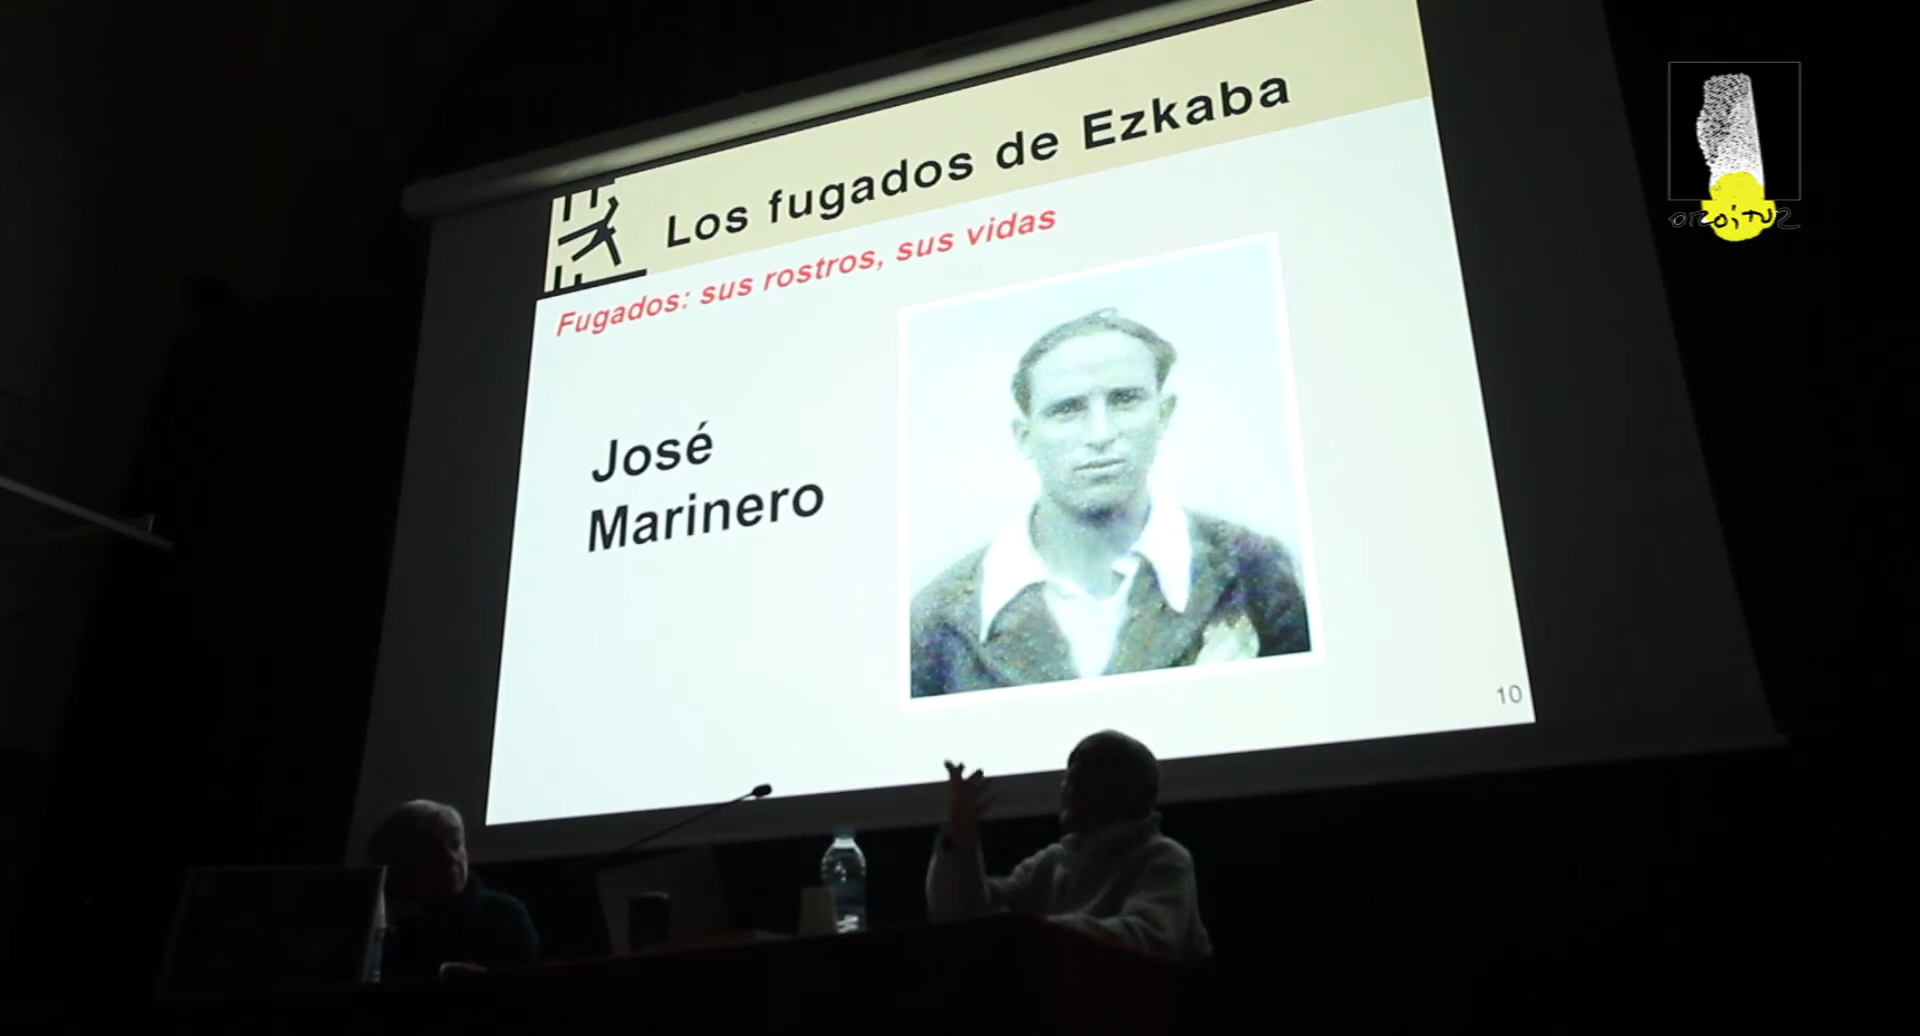 Los fugados de Ezkaba
Fugados: sus rostros, sus vidas
José
Marinero
10
oroituz